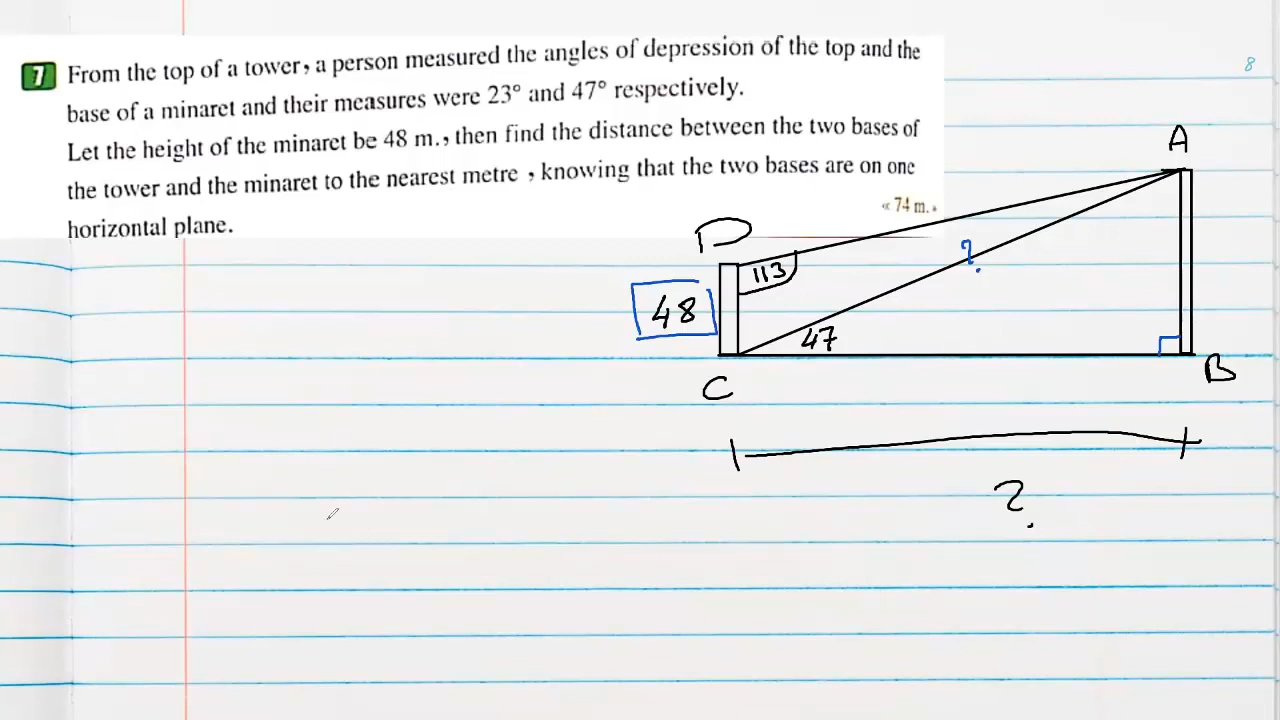 7 From the top of a tower, a person measured the angles of depression of the top and the
base of a minaret and their measures were 23° and 47° respectively.
Let the height of the minaret be 48 m., then find the distance between the two bases of
the tower and the minaret to the nearest metre, knowing that the two bases are on one
horizontal plane.
« 74 m. »
8
A
D
113
?
48
47
C
B
?